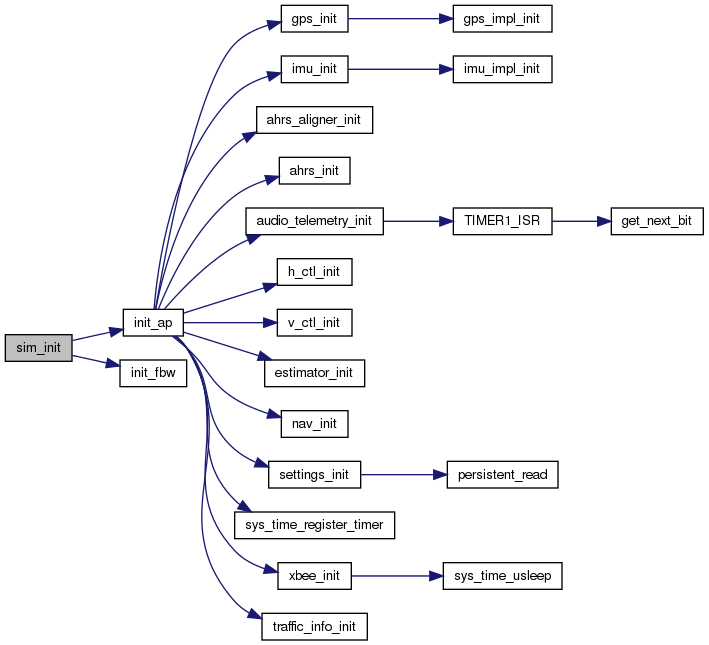 gps_init
gps_impl_init
imu_init
imu_impl_init
ahrs_aligner_init
ahrs_init
audio_telemetry_init
TIMER1_ISR
get_next_bit
h_ctl_init
init_ap
v_ctl_init
sim_init
init_fbw
estimator_init
nav_init
settings_init
persistent_read
sys_time_register_timer
xbee_init
sys_time_usleep
traffic_info_init